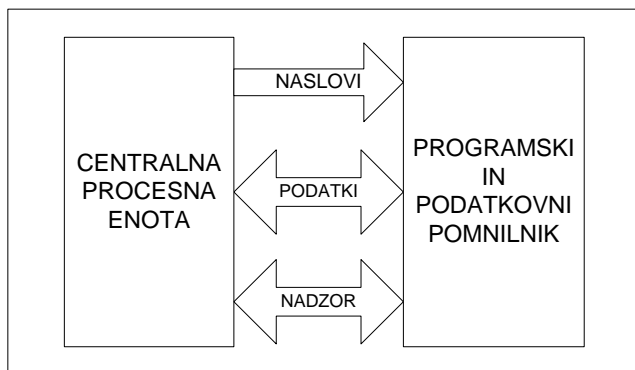 CENTRALNA
PROCESNA
ENOTA
NASLOVI
PODATKI
NADZOR
PROGRAMSKI
IN
PODATKOVNI
POMNILNIK